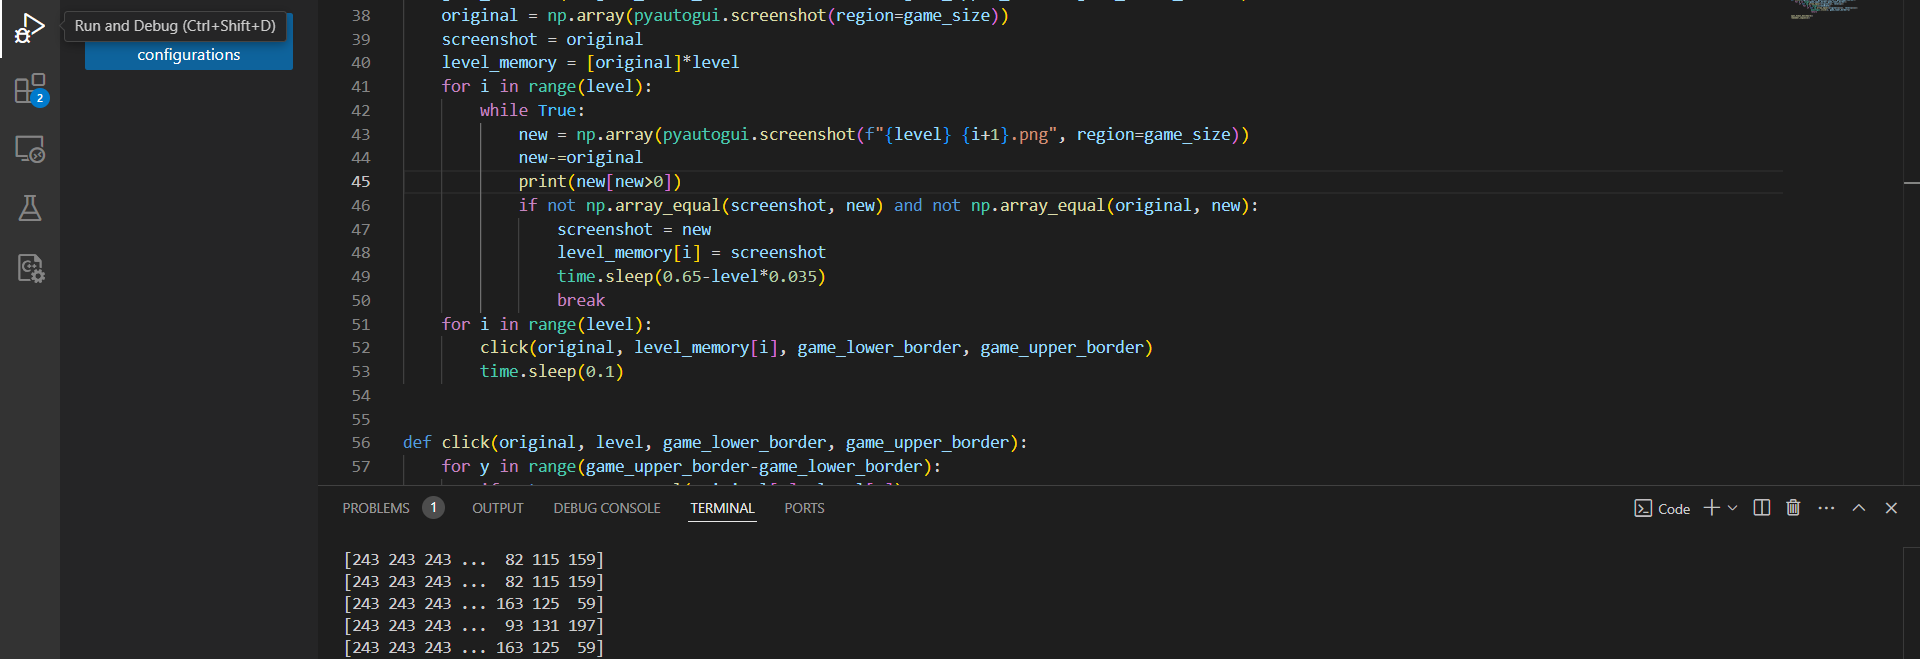 Run and Debug (Ctrl+Shift+D)
configurations
2
38 original = np.array(pyautogui.screenshot(region=game_size))
39 screenshot = original
40 level_memory = [original]*level
41 for i in range(level):
42 while True:
43 new = np.array(pyautogui.screenshot(f"{level} {i+1}.png", region=game_size))
44 new-=original
45 print(new[new>0])
46 if not np.array_equal(screenshot, new) and not np.array_equal(original, new):
47 screenshot = new
48 level_memory[i] = screenshot
49 time.sleep(0.65-level*0.035)
50 break
51 for i in range(level):
52 click(original, level_memory[i], game_lower_border, game_upper_border)
53 time.sleep(0.1)
54
55
56 def click(original, level, game_lower_border, game_upper_border):
57 for y in range(game_upper_border-game_lower_border):
PROBLEMS 1 OUTPUT DEBUG CONSOLE TERMINAL PORTS Code
[243 243 243 ... 82 115 159]
[243 243 243 ... 82 115 159]
[243 243 243 ... 163 125 59]
[243 243 243 ... 93 131 197]
[243 243 243 ... 163 125 59]